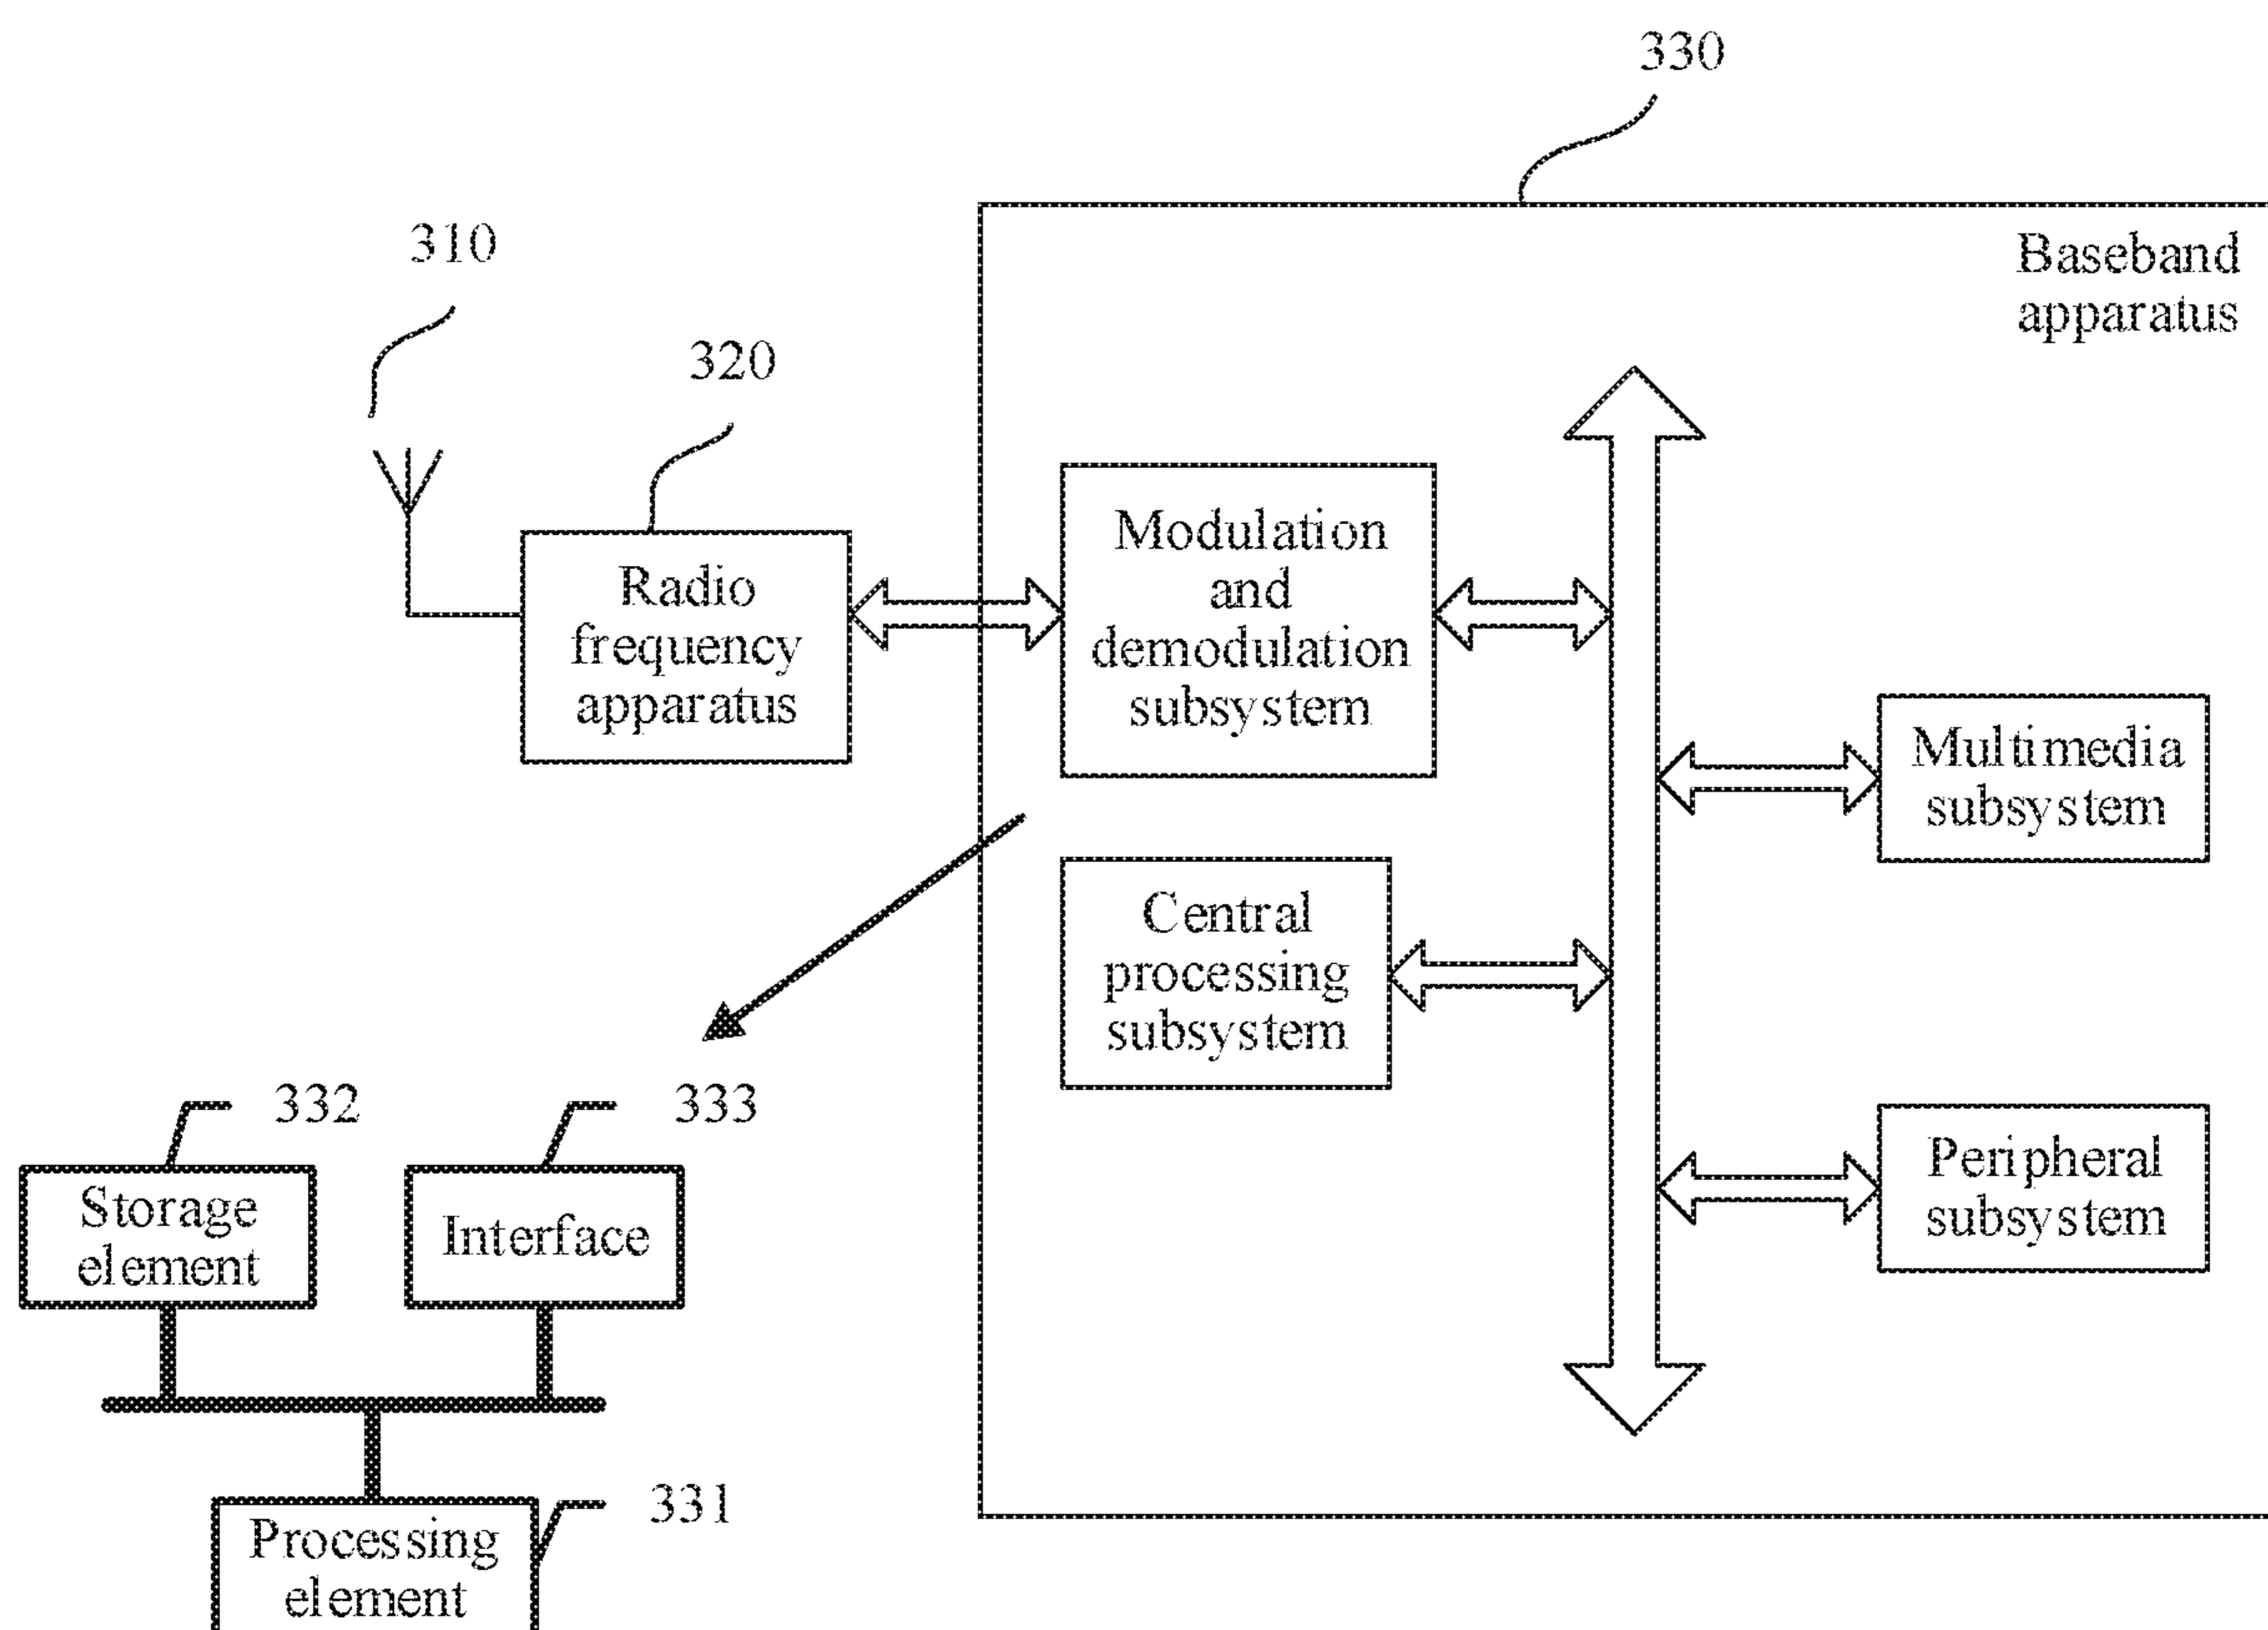 330
310
Baseband
apparatus
320
Modulation
and
demodulation
subsystem
Radio
frequency
apparatus
Multimedia
subsystem
Central
processing
subsystem
332
333
Storage
element
Interface
Peripheral
subsystem
331
Processing
element